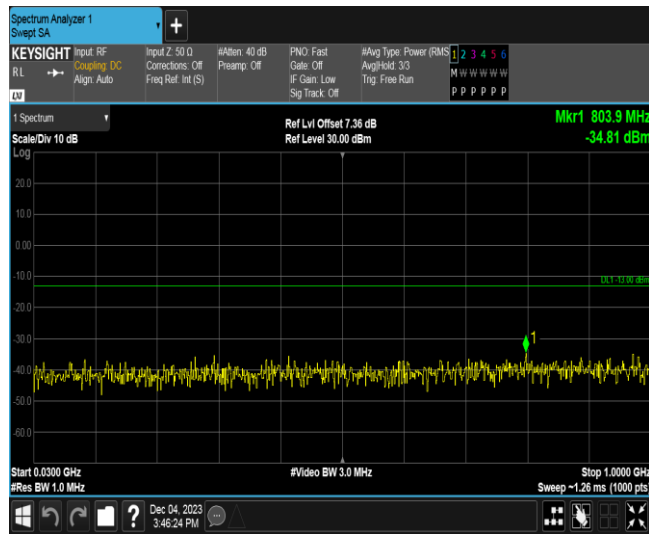 Spectrum Analyzer 1
Swept SA
+
KEYSIGHT
RL
LXI
Input: RF
Coupling: DC
Align: Auto
Input Z: 50 Ω
Corrections: Off
Freq Ref: Int (S)
#Atten: 40 dB
Preamp: Off
PNO: Fast
Gate: Off
IF Gain: Low
Sig Track: Off
#Avg Type: Power (RMS
Avg|Hold: 3/3
Trig: Free Run
1 2 3 4 5 6
M W W W W W
P P P P P P
1 Spectrum
Scale/Div 10 dB
Log
Ref Lvl Offset 7.36 dB
Ref Level 30.00 dBm
Mkr1 803.9 MHz
-34.81 dBm
20.0
10.0
0.00
-10.0
DL1 -13.00 dBm
-20.0
-30.0
1
-40.0
-50.0
-60.0
Start 0.0300 GHz
#Video BW 3.0 MHz
Stop 1.0000 GHz
#Res BW 1.0 MHz
Sweep ~1.26 ms (1000 pts)
?
Dec 04, 2023
3:46:24 PM